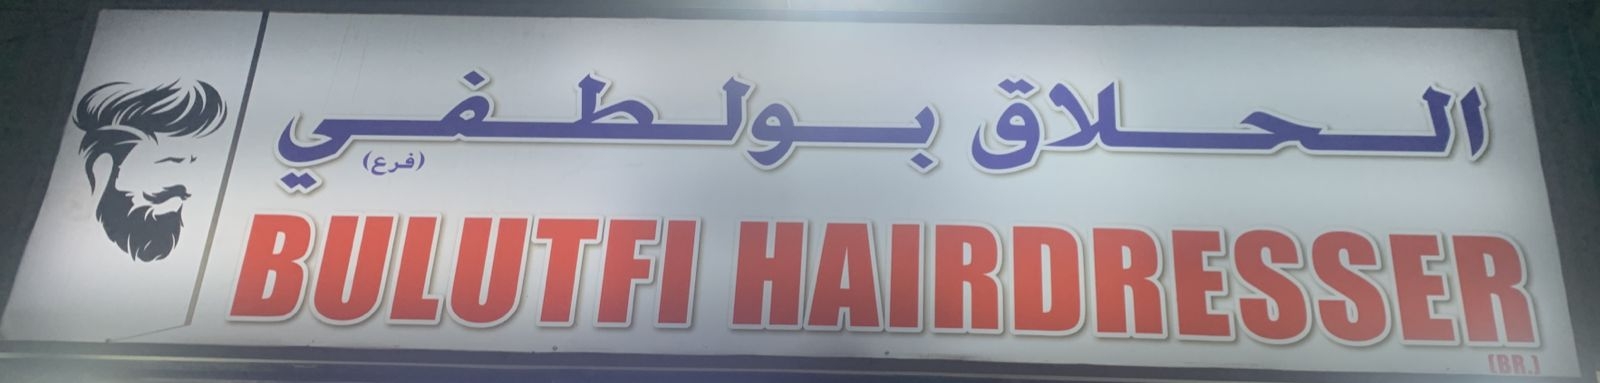 الحلاق بولطفي
(فرع)
BULUTFI HAIRDRESSER
(BR.)